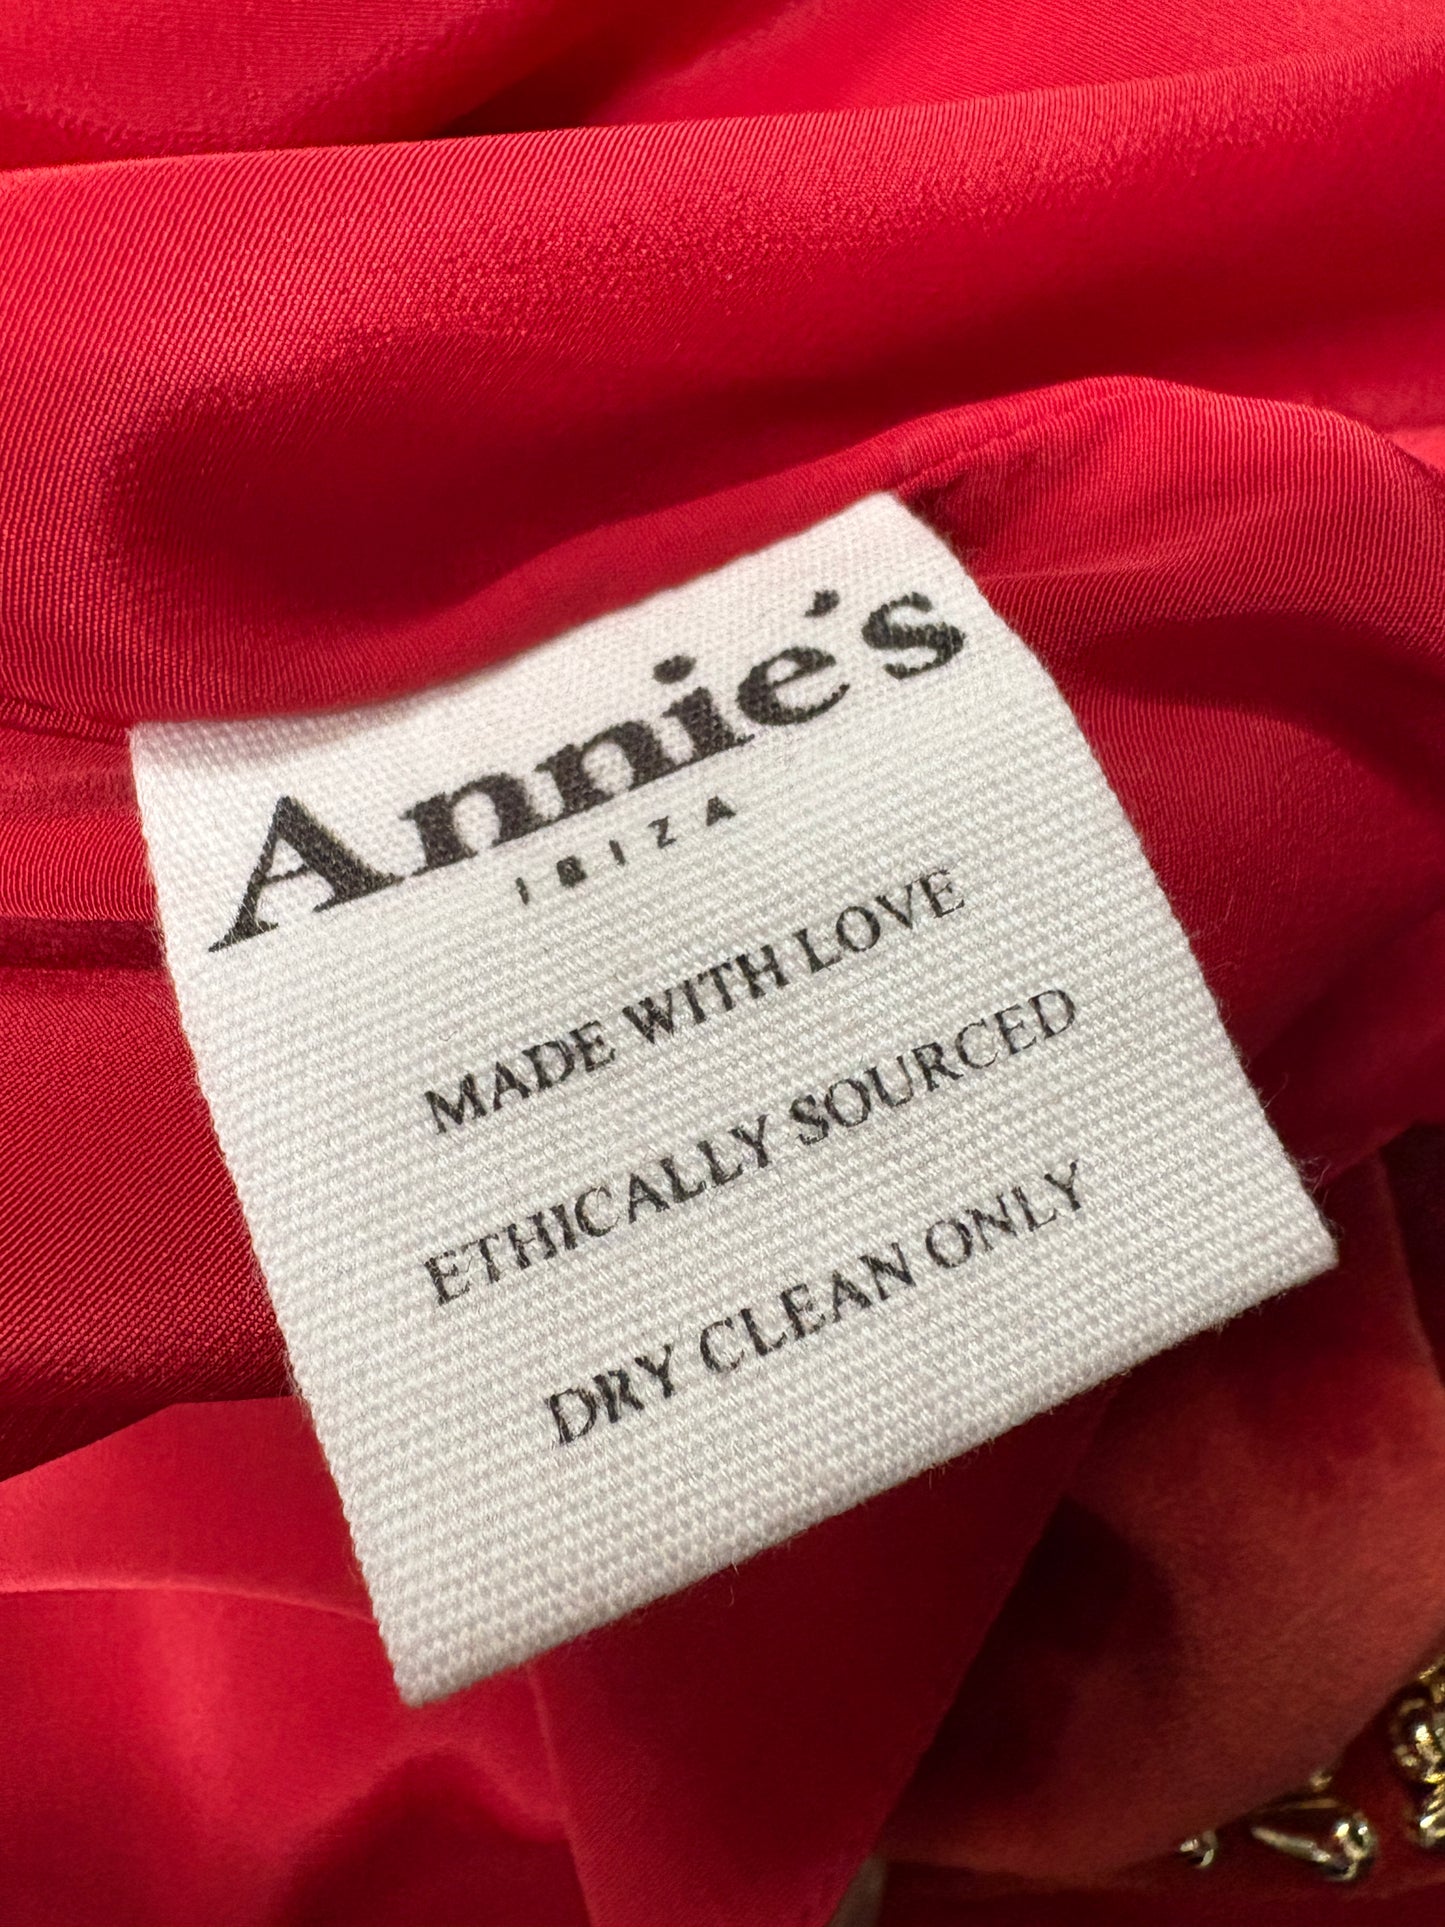 Annie's
IBIZA
MADE WITH LOVE
ETHICALLY SOURCED
DRY CLEAN ONLY